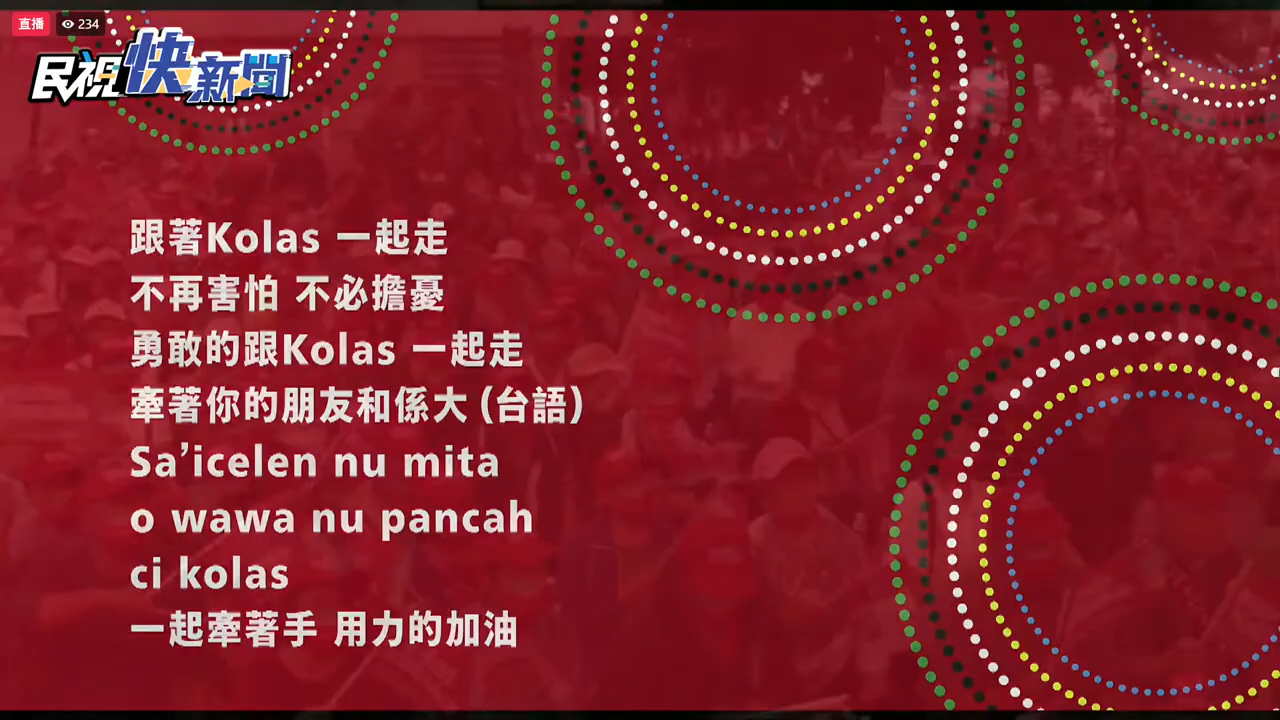 直播 234
民視快新聞
跟著Kolas 一起走
不再害怕 不必擔憂
勇敢的跟Kolas 一起走
牽著你的朋友和係大(台語)
Sa’icelen nu mita
o wawa nu pancah
ci kolas
一起牽著手 用力的加油